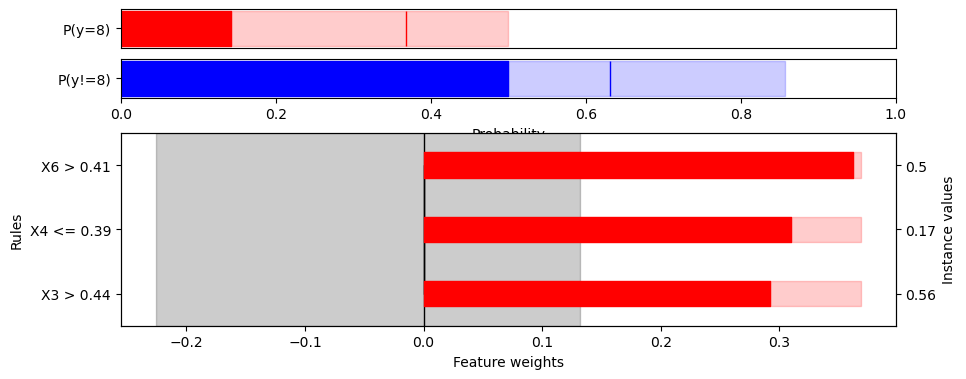 P(y=8)
P(y!=8)
0.0 0.2 0.4 0.6 0.8 1.0
Probability
X6 > 0.41 0.5
X4 <= 0.39 0.17
X3 > 0.44 0.56
Rules
Instance values
−0.2 −0.1 0.0 0.1 0.2 0.3
Feature weights